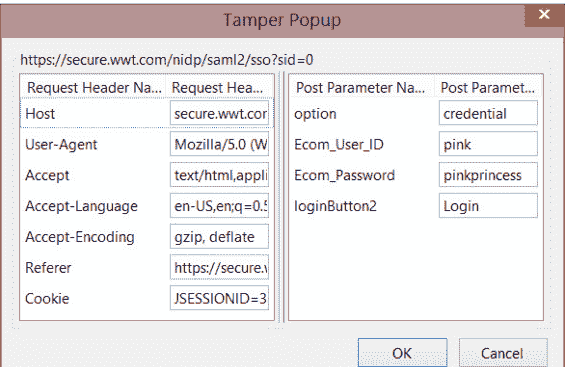 Tamper Popup
https://secure.wwt.com/nidp/saml2/sso?sid=0
Request Header Na... Request Hea...
Host secure.wwt.cor
User-Agent Mozilla/5.0 (W
Accept text/html,appli
Accept-Language en-US,en;q=0.5
Accept-Encoding gzip, deflate
Referer https://secure.v
Cookie JSESSIONID=3
Post Parameter Na... Post Paramet...
option credential
Ecom_User_ID pink
Ecom_Password pinkprincess
loginButton2 Login
OK Cancel